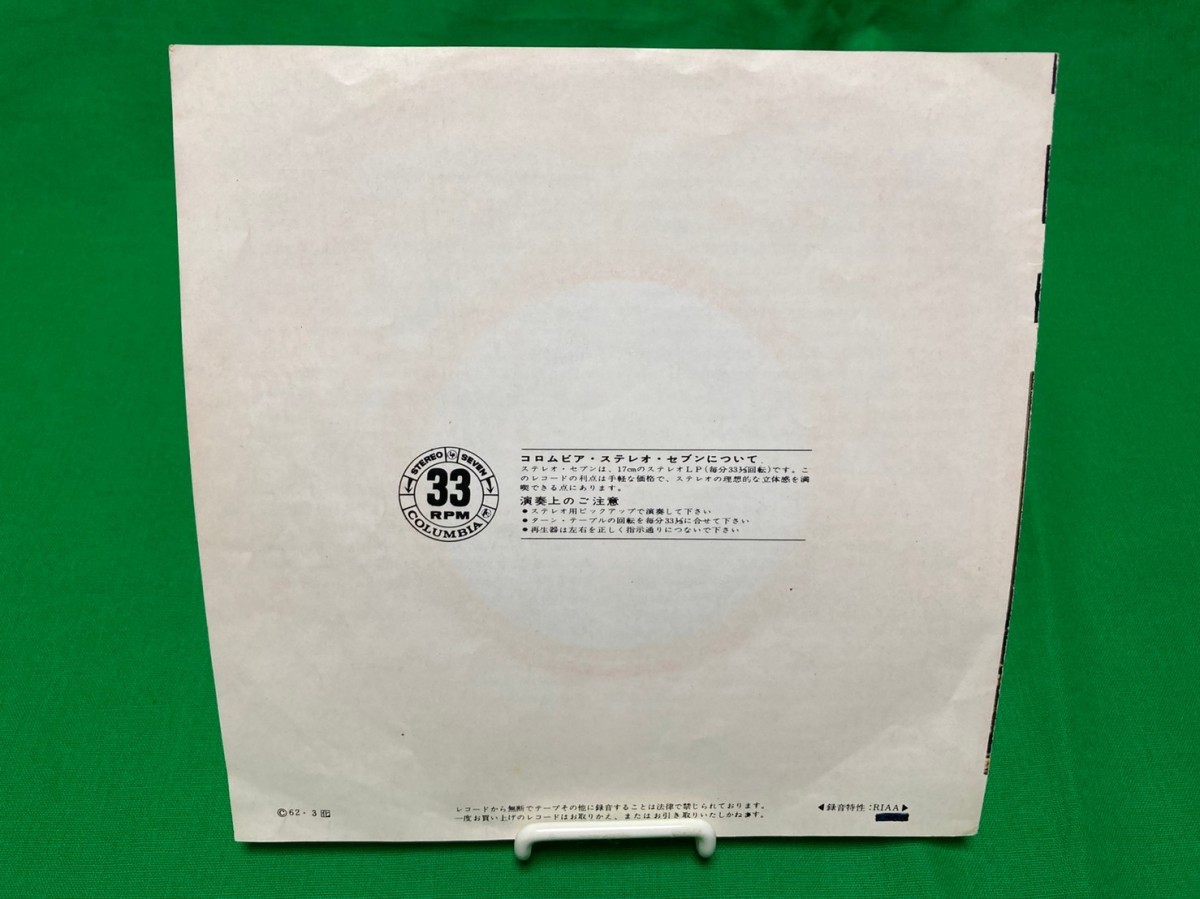 STEREO SEVEN
33
RPM
COLUMBIA
コロムビア・ステレオ・セブンについて
ステレオ・セブンは、17cmのステレオLP(毎分33⅓回転)です。こ
のレコードの利点は手軽な価格で、ステレオの理想的な立体感を満
喫できる点にあります。
演奏上のご注意
●ステレオ用ピックアップで演奏して下さい
●ターン・テーブルの回転を毎分33⅓に合せて下さい
●再生器は左右を正しく指示通りにつないで下さい
©62・3
レコードから無断でテープその他に録音することは法律で禁じられております。
一度お買い上げのレコードはお取りかえ、またはお引き取りいたしかねます。
◀録音特性:RIAA▶